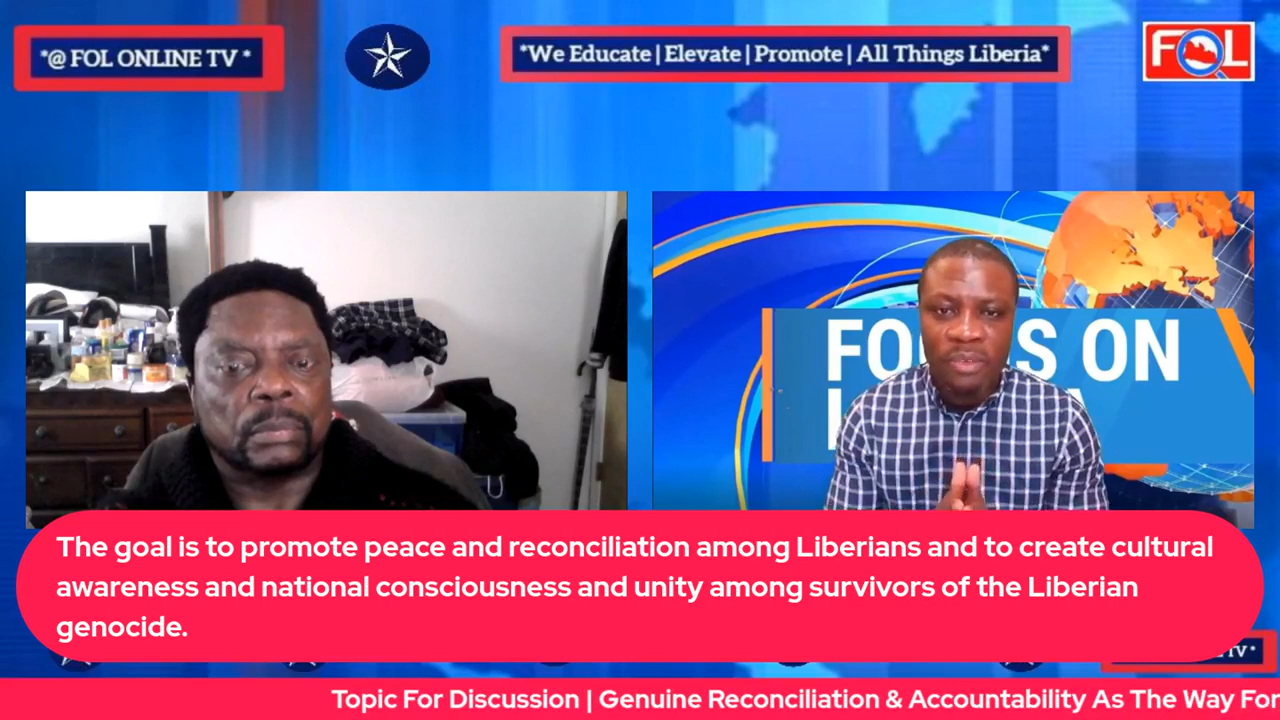 *@ FOL ONLINE TV *
*We Educate | Elevate | Promote | All Things Liberia*
FOL
FO S ON
The goal is to promote peace and reconciliation among Liberians and to create cultural
awareness and national consciousness and unity among survivors of the Liberian
genocide.
TV *
Topic For Discussion | Genuine Reconciliation & Accountability As The Way For